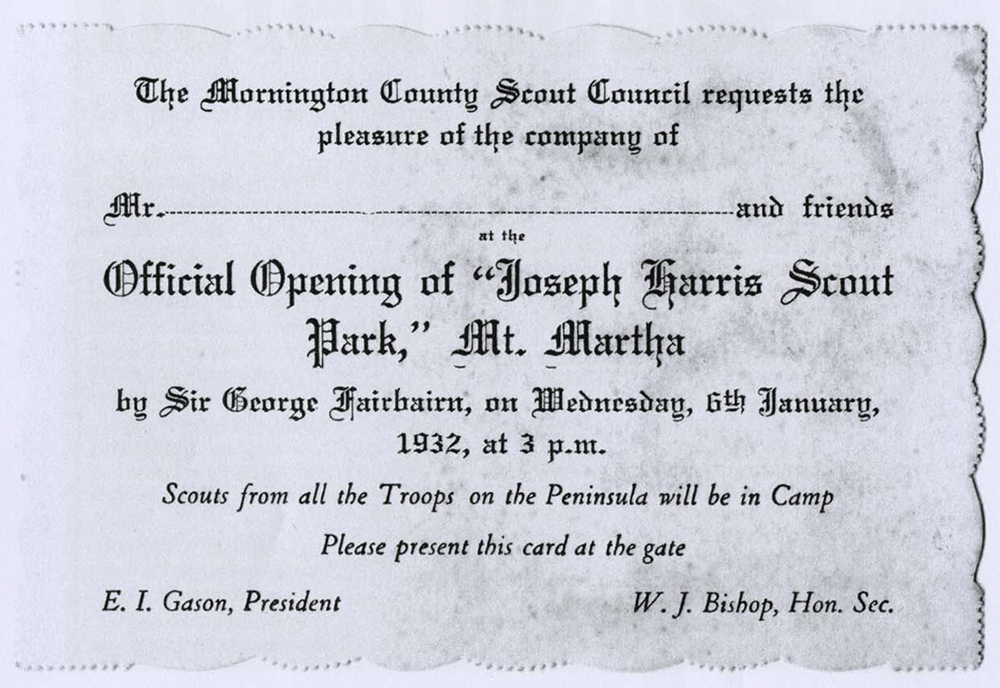 The Mornington County Scout Council requests the
pleasure of the company of
Mr. and friends
at the
Official Opening of "Joseph Harris Scout
Park," Mt. Martha
by Sir George Fairbairn, on Wednesday, 6th January,
1932, at 3 p.m.
Scouts from all the Troops on the Peninsula will be in Camp
Please present this card at the gate
E. I. Gason, President W. J. Bishop, Hon. Sec.